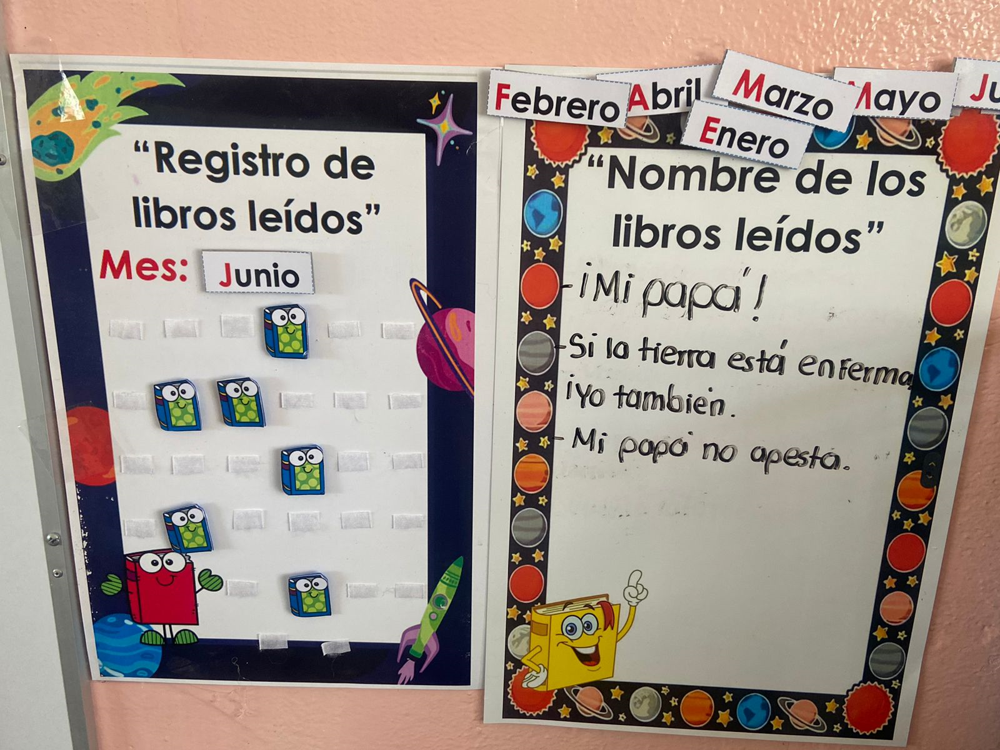 “Registro de
libros leídos”
Mes: Junio
Febrero
Abril
Marzo
Mayo
Ju
Enero
“Nombre de los
libros leídos”
-¡Mi papá!
-Si la tierra está enferma,
¡Yo también.
- Mi papá no apesta.